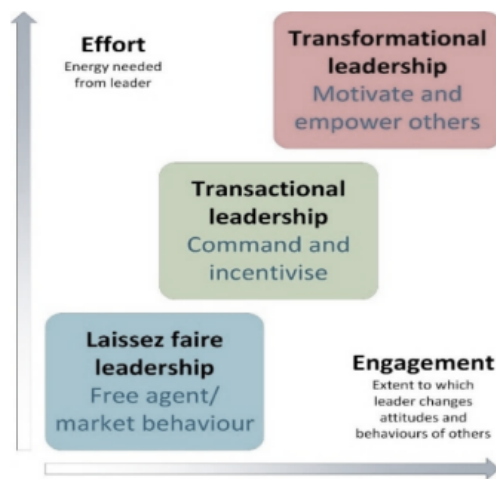 Effort
Energy needed
from leader
Transformational
leadership
Motivate and
empower others
Transactional
leadership
Command and
incentivise
Laissez faire
leadership
Free agent/
market behaviour
Engagement
Extent to which
leader changes
attitudes and
behaviours of others